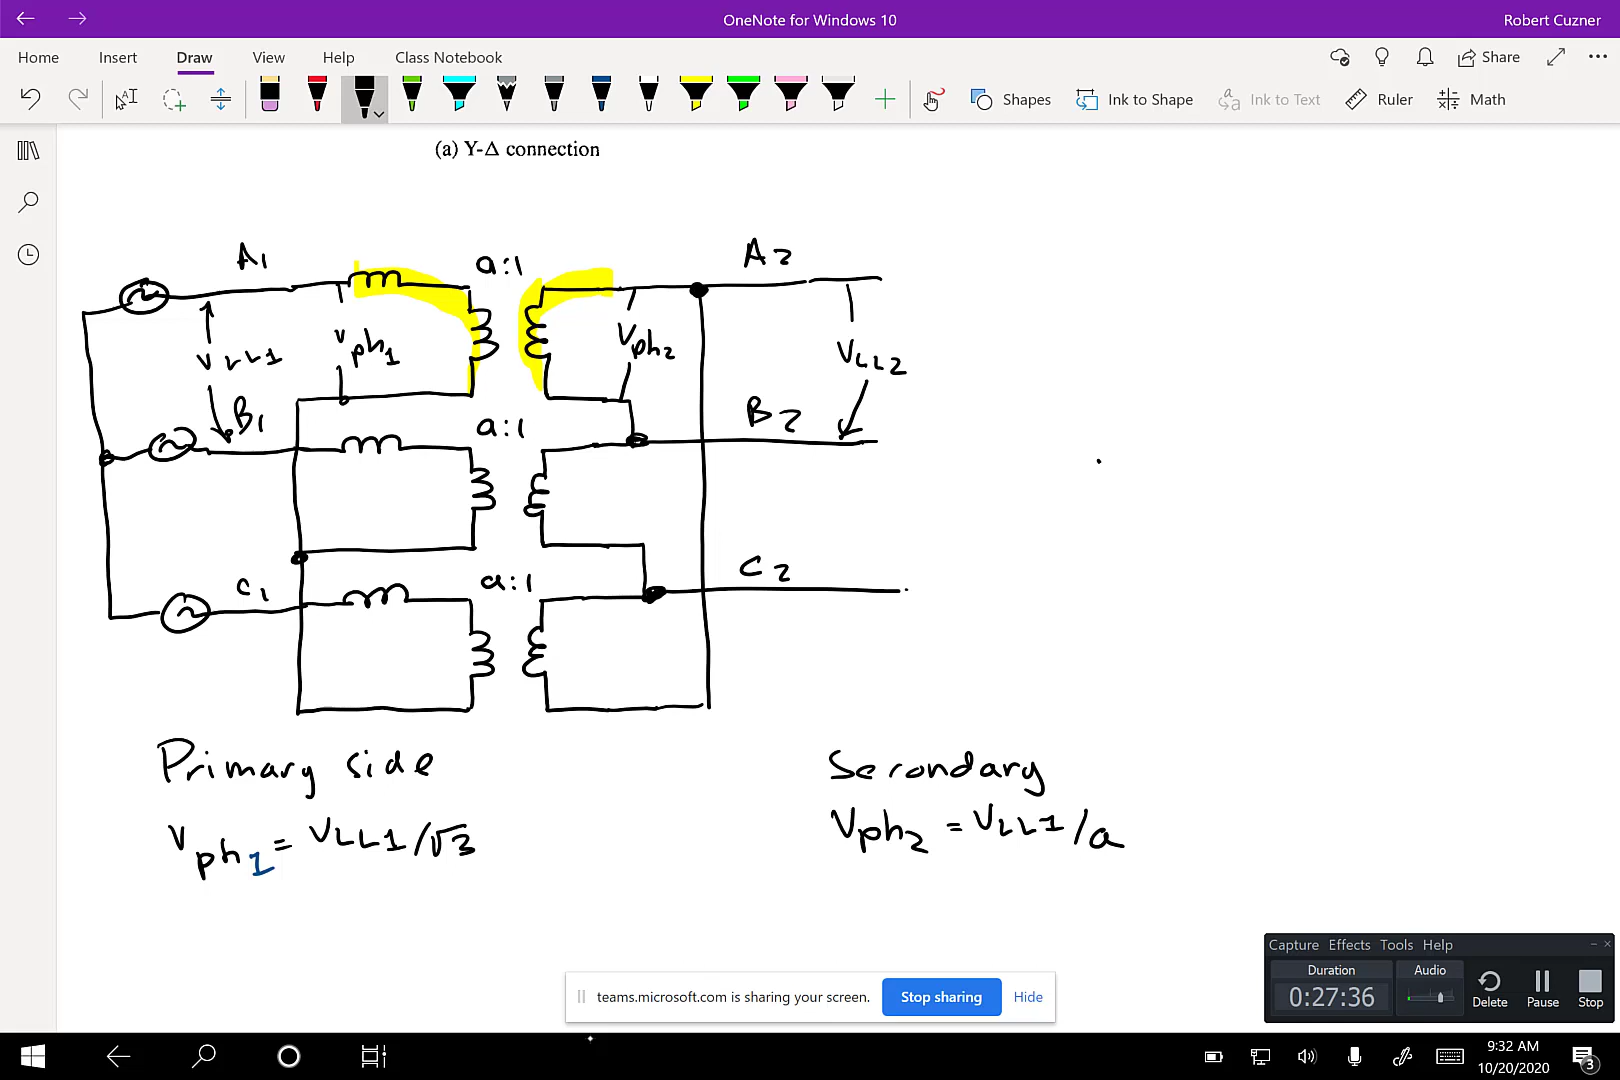 OneNote for Windows 10
Robert Cuzner
Home Insert Draw View Help Class Notebook
Share
Shapes Ink to Shape Ink to Text Ruler Math
(a) Y-Δ connection
A1 a:1 A2
VLL1 Vph1 Vph2 VLL2
B1 a:1 B2
C1 a:1 C2
Primary side
Vph1 = VLL1/√3
Secondary
Vph2 = VLL1/a
Capture Effects Tools Help
Duration Audio
0:27:36
Delete Pause Stop
teams.microsoft.com is sharing your screen. Stop sharing Hide
9:32 AM
10/20/2020
3